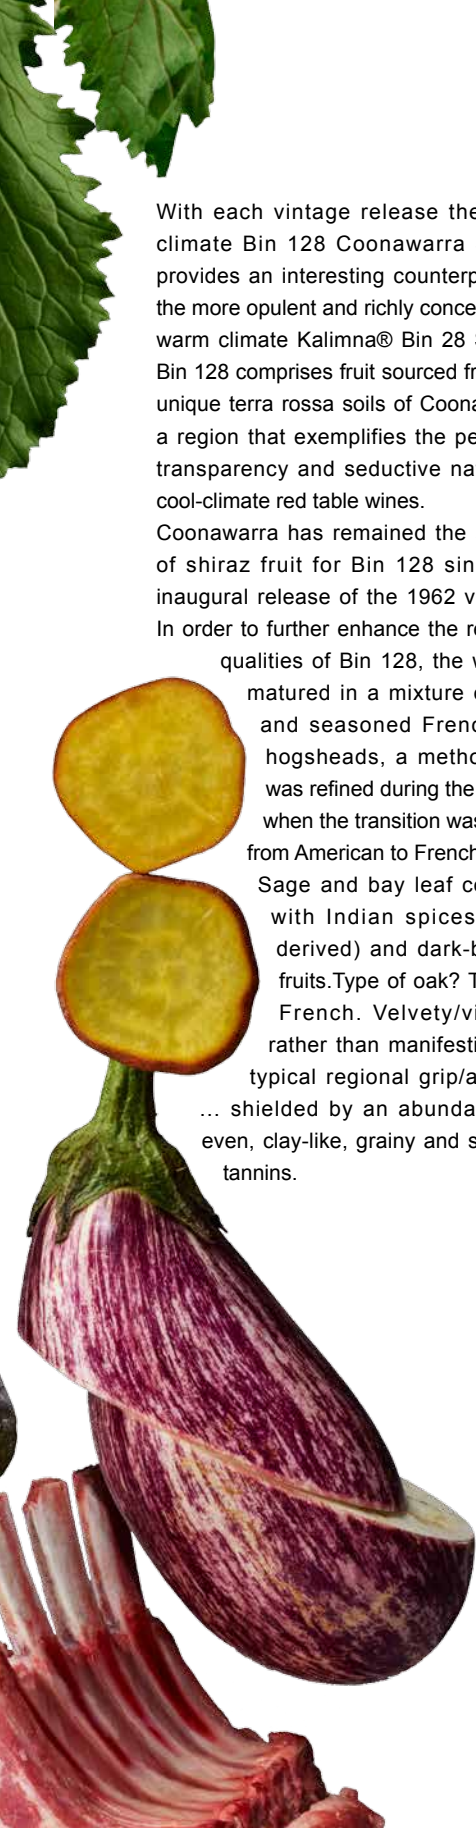 With each vintage release the
climate Bin 128 Coonawarra
provides an interesting counterp
the more opulent and richly conce
warm climate Kalimna® Bin 28
Bin 128 comprises fruit sourced fr
unique terra rossa soils of Coona
a region that exemplifies the pe
transparency and seductive na
cool-climate red table wines.
Coonawarra has remained the
of shiraz fruit for Bin 128 sin
inaugural release of the 1962 v
In order to further enhance the re
qualities of Bin 128, the w
matured in a mixture o
and seasoned Frenc
hogsheads, a metho
was refined during the
when the transition was
from American to French
Sage and bay leaf co
with Indian spices
derived) and dark-b
fruits.Type of oak? T
French. Velvety/vi
rather than manifesti
typical regional grip/a
... shielded by an abunda
even, clay-like, grainy and s
tannins.